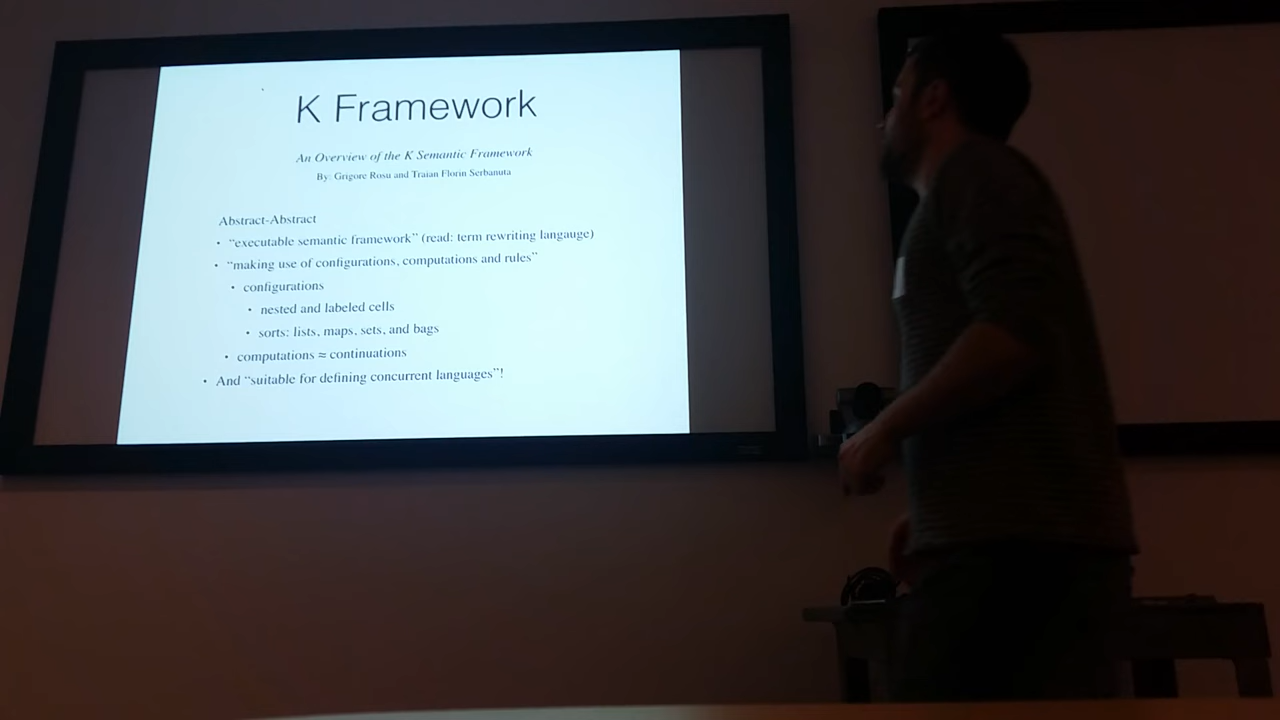 K Framework
An Overview of the K Semantic Framework
By: Grigore Rosu and Traian Florin Serbanuta
Abstract-Abstract
• “executable semantic framework” (read: term rewriting langauge)
• “making use of configurations, computations and rules”
• configurations
• nested and labeled cells
• sorts: lists, maps, sets, and bags
• computations ≈ continuations
• And “suitable for defining concurrent languages”!